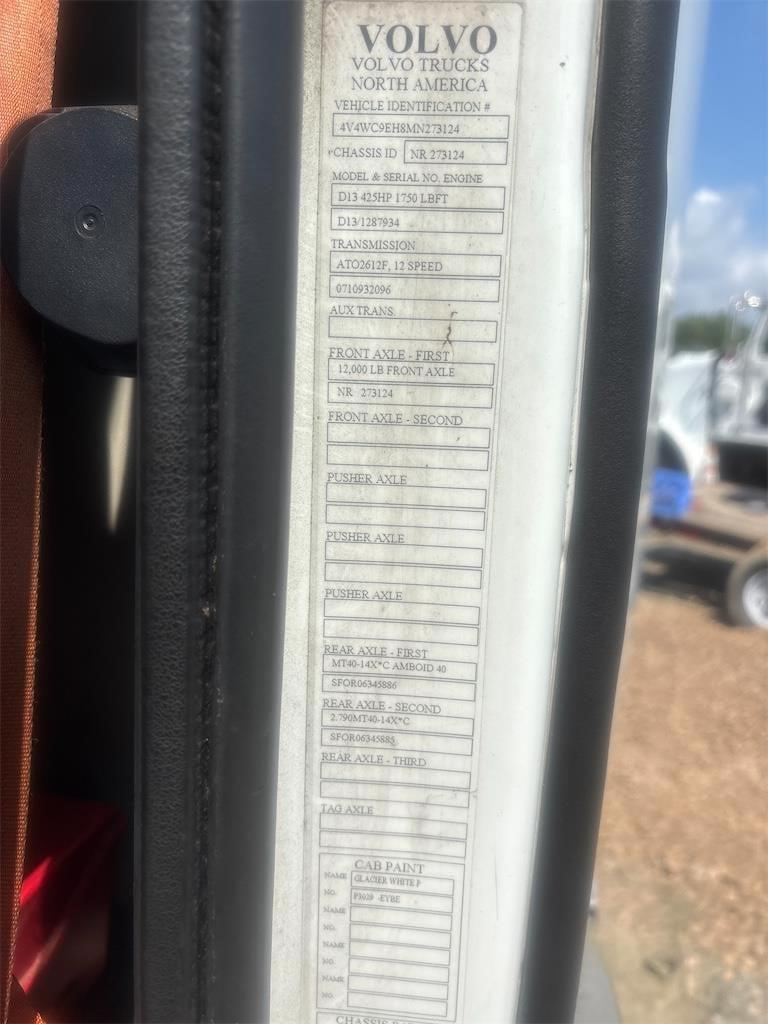 VOLVO
VOLVO TRUCKS
NORTH AMERICA
VEHICLE IDENTIFICATION #
4V4WC9EH8MN273124
CHASSIS ID NR 273124
MODEL & SERIAL NO. ENGINE
D13 425HP 1750 LBFT
D13/1287934
TRANSMISSION
ATO2612F, 12 SPEED
0710932096
AUX TRANS.
FRONT AXLE - FIRST
12,000 LB FRONT AXLE
NR 273124
FRONT AXLE - SECOND
PUSHER AXLE
PUSHER AXLE
PUSHER AXLE
REAR AXLE - FIRST
MT40-14X*C AMBOID 40
SFOR06345886
REAR AXLE - SECOND
2.790MT40-14X*C
SFOR06345885
REAR AXLE - THIRD
TAG AXLE
CAB PAINT
NAME GLACIER WHITE P
NO. P3029 -EYBE
NAME
NO.
NAME
NO.
NAME
NO.